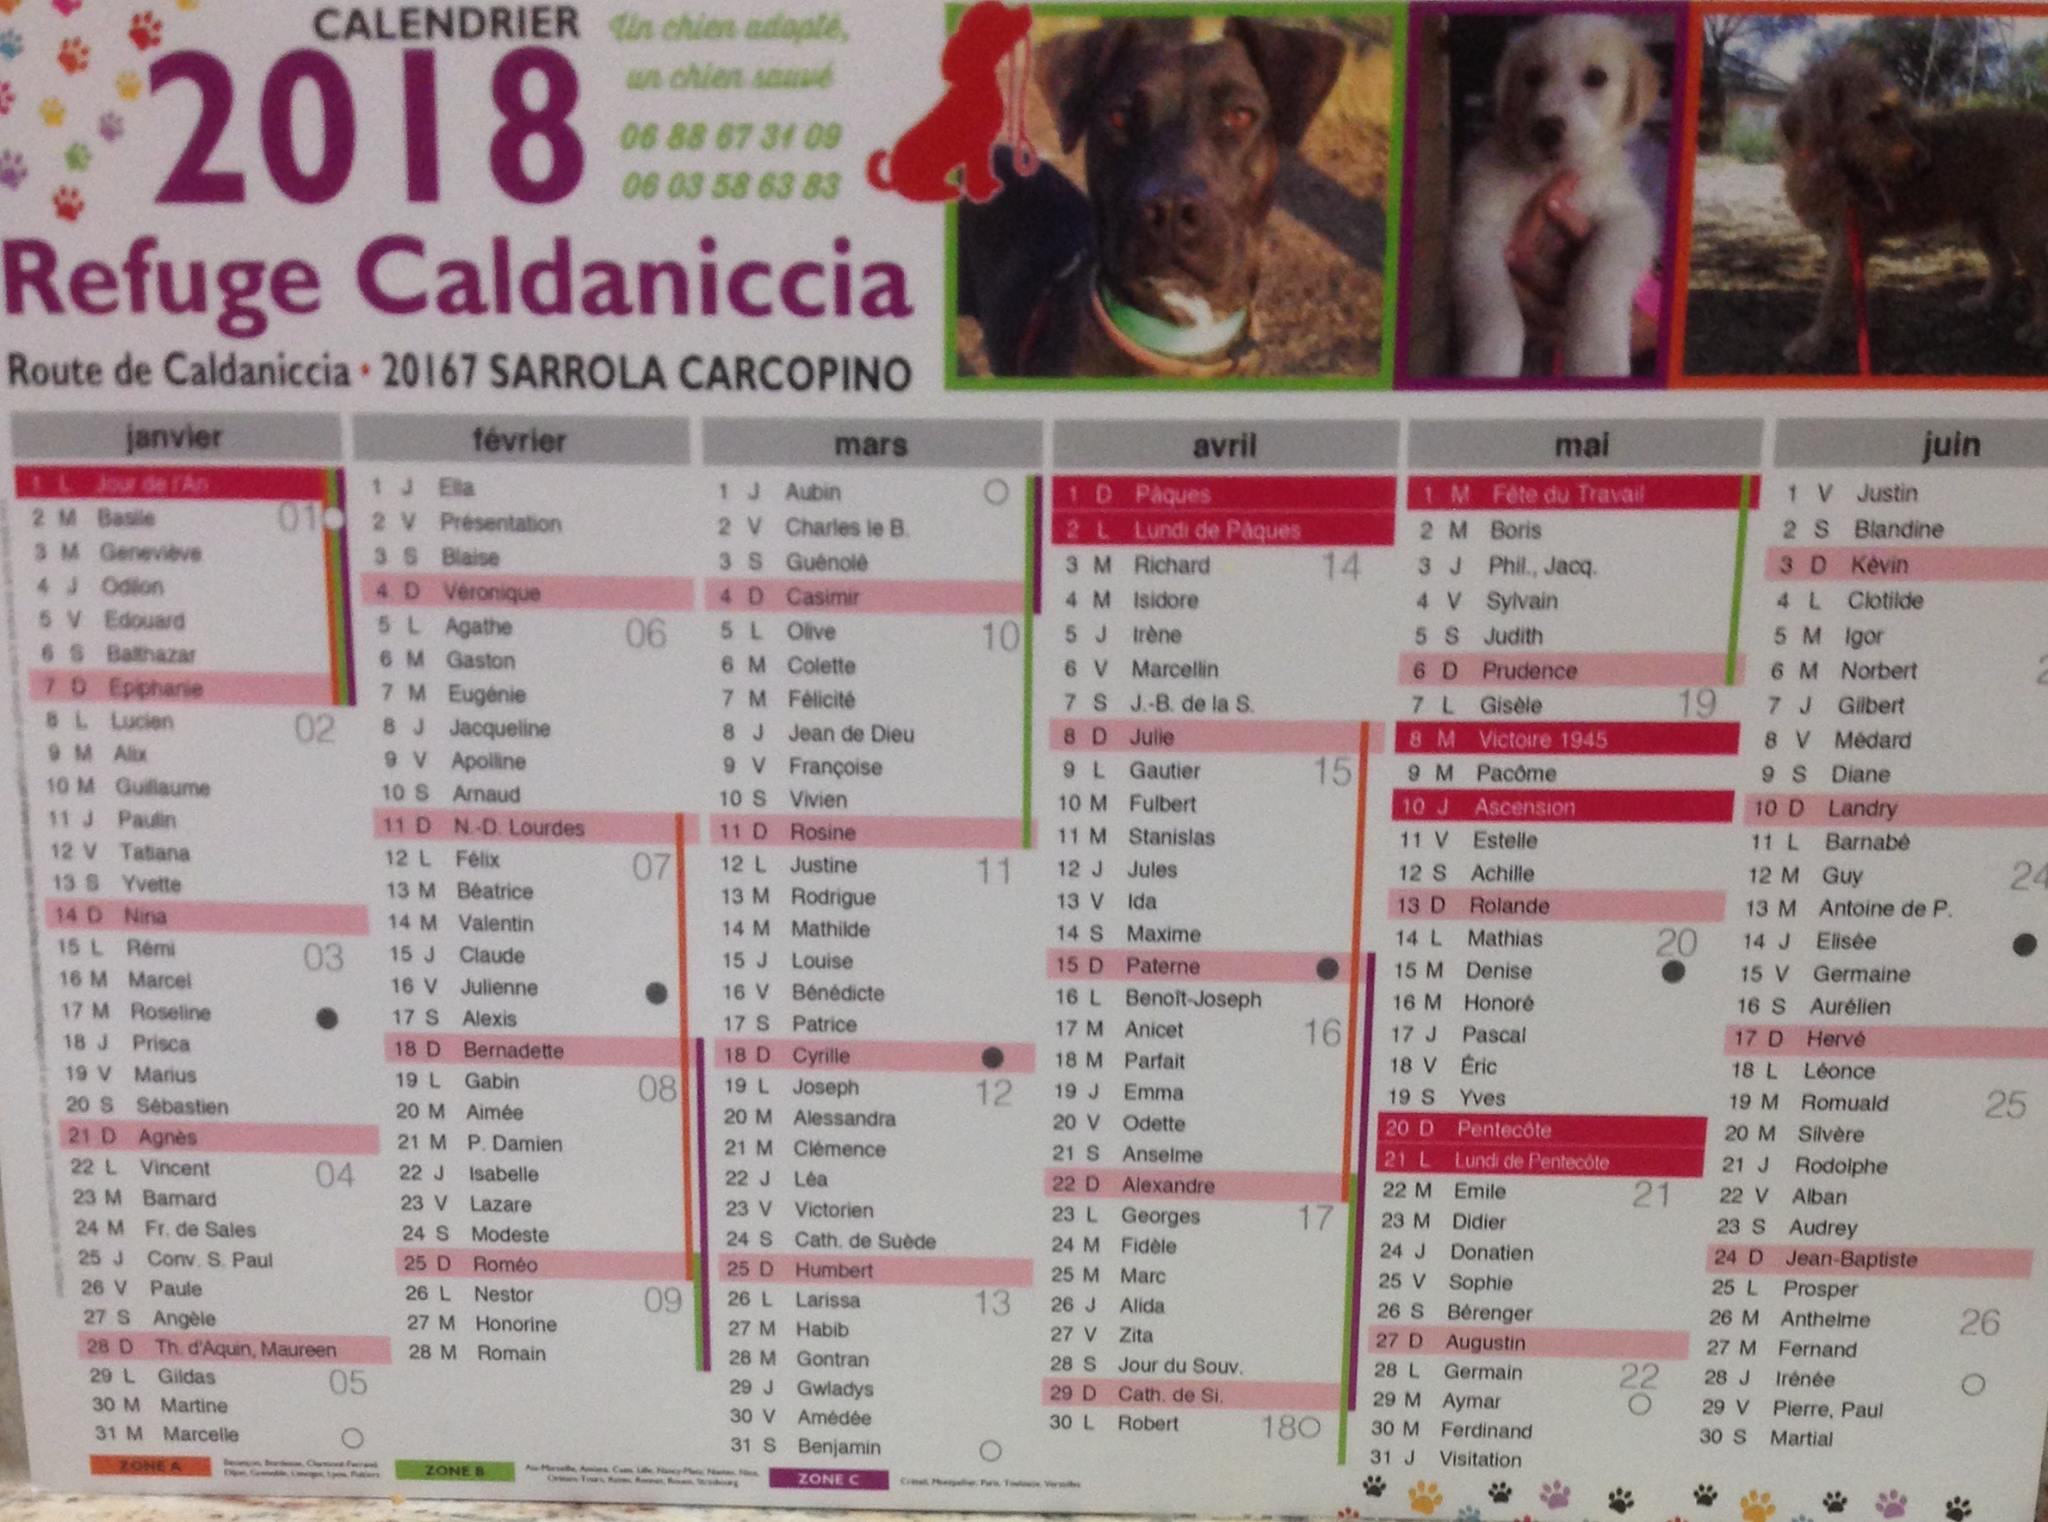 CALENDRIER
2018
Un chien adopté,
un chien sauvé
06 88 67 31 09
06 03 58 63 83
Refuge Caldaniccia
Route de Caldaniccia • 20167 SARROLA CARCOPINO
janvier
1 L Jour de l'An
2 M Basile 01
3 M Geneviève
4 J Odilon
5 V Edouard
6 S Balthazar
7 D Epiphanie
8 L Lucien 02
9 M Alix
10 M Guillaume
11 J Paulin
12 V Tatiana
13 S Yvette
14 D Nina
15 L Rémi 03
16 M Marcel
17 M Roseline
18 J Prisca
19 V Marius
20 S Sébastien
21 D Agnès
22 L Vincent 04
23 M Barnard
24 M Fr. de Sales
25 J Conv. S. Paul
26 V Paule
27 S Angèle
28 D Th. d'Aquin, Maureen
29 L Gildas 05
30 M Martine
31 M Marcelle
février
1 J Ella
2 V Présentation
3 S Blaise
4 D Véronique
5 L Agathe 06
6 M Gaston
7 M Eugénie
8 J Jacqueline
9 V Apolline
10 S Arnaud
11 D N.-D. Lourdes
12 L Félix 07
13 M Béatrice
14 M Valentin
15 J Claude
16 V Julienne
17 S Alexis
18 D Bernadette
19 L Gabin 08
20 M Aimée
21 M P. Damien
22 J Isabelle
23 V Lazare
24 S Modeste
25 D Roméo
26 L Nestor 09
27 M Honorine
28 M Romain
mars
1 J Aubin
2 V Charles le B.
3 S Guénolé
4 D Casimir
5 L Olive 10
6 M Colette
7 M Félicité
8 J Jean de Dieu
9 V Françoise
10 S Vivien
11 D Rosine
12 L Justine 11
13 M Rodrigue
14 M Mathilde
15 J Louise
16 V Bénédicte
17 S Patrice
18 D Cyrille
19 L Joseph 12
20 M Alessandra
21 M Clémence
22 J Léa
23 V Victorien
24 S Cath. de Suède
25 D Humbert
26 L Larissa 13
27 M Habib
28 M Gontran
29 J Gwladys
30 V Amédée
31 S Benjamin
avril
1 D Pâques
2 L Lundi de Pâques
3 M Richard 14
4 M Isidore
5 J Irène
6 V Marcellin
7 S J.-B. de la S.
8 D Julie
9 L Gautier 15
10 M Fulbert
11 M Stanislas
12 J Jules
13 V Ida
14 S Maxime
15 D Paterne
16 L Benoît-Joseph
17 M Anicet 16
18 M Parfait
19 J Emma
20 V Odette
21 S Anselme
22 D Alexandre
23 L Georges 17
24 M Fidèle
25 M Marc
26 J Alida
27 V Zita
28 S Jour du Souv.
29 D Cath. de Si.
30 L Robert 18
mai
1 M Fête du Travail
2 M Boris
3 J Phil., Jacq.
4 V Sylvain
5 S Judith
6 D Prudence
7 L Gisèle 19
8 M Victoire 1945
9 M Pacôme
10 J Ascension
11 V Estelle
12 S Achille
13 D Rolande
14 L Mathias 20
15 M Denise
16 M Honoré
17 J Pascal
18 V Éric
19 S Yves
20 D Pentecôte
21 L Lundi de Pentecôte
22 M Emile 21
23 M Didier
24 J Donatien
25 V Sophie
26 S Bérenger
27 D Augustin
28 L Germain 22
29 M Aymar
30 M Ferdinand
31 J Visitation
juin
1 V Justin
2 S Blandine
3 D Kévin
4 L Clotilde
5 M Igor
6 M Norbert
7 J Gilbert
8 V Médard
9 S Diane
10 D Landry
11 L Barnabé
12 M Guy 24
13 M Antoine de P.
14 J Elisée
15 V Germaine
16 S Aurélien
17 D Hervé
18 L Léonce
19 M Romuald 25
20 M Silvère
21 J Rodolphe
22 V Alban
23 S Audrey
24 D Jean-Baptiste
25 L Prosper
26 M Anthelme 26
27 M Fernand
28 J Irénée
29 V Pierre, Paul
30 S Martial
ZONE A
Besançon, Bordeaux, Clermont-Ferrand,
Dijon, Grenoble, Limoges, Lyon, Poitiers
ZONE B
Aix-Marseille, Amiens, Caen, Lille, Nancy-Metz, Nantes, Nice,
Orléans-Tours, Reims, Rennes, Rouen, Strasbourg
ZONE C
Créteil, Montpellier, Paris, Toulouse, Versailles